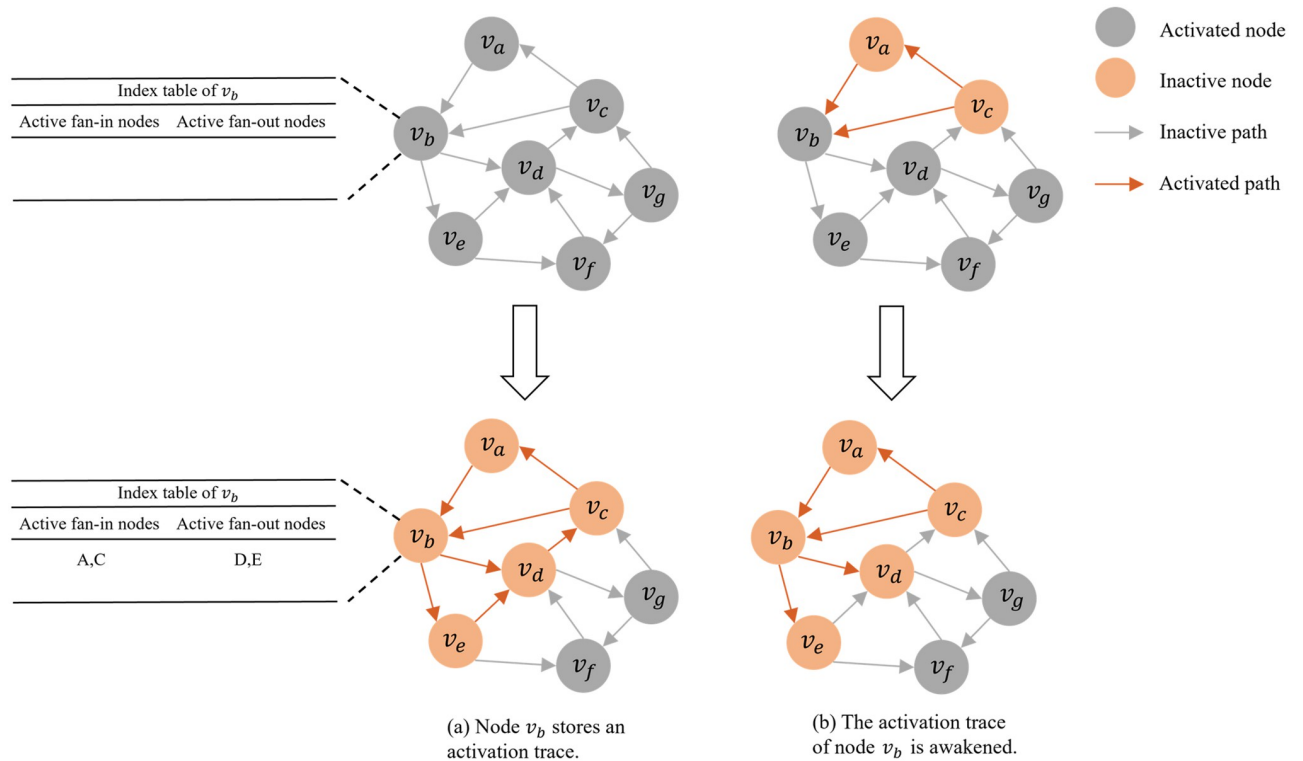 Index table of v_b
Active fan-in nodes Active fan-out nodes
v_a
v_b
v_c
v_d
v_e
v_f
v_g
v_a
v_b
v_c
v_d
v_e
v_f
v_g
Activated node
Inactive node
Inactive path
Activated path
Index table of v_b
Active fan-in nodes Active fan-out nodes
A,C D,E
v_a
v_b
v_c
v_d
v_e
v_f
v_g
v_a
v_b
v_c
v_d
v_e
v_f
v_g
(a) Node v_b stores an
activation trace.
(b) The activation trace
of node v_b is awakened.